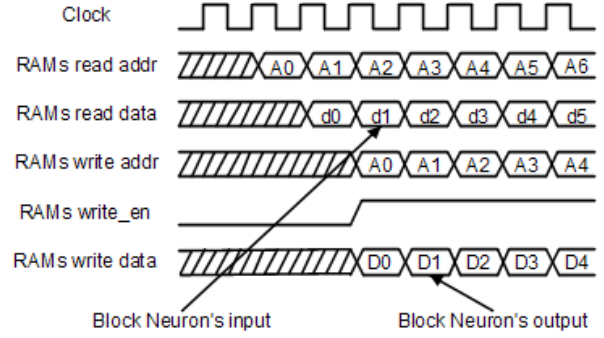 Clock
RAMs read addr A0 A1 A2 A3 A4 A5 A6
RAMs read data d0 d1 d2 d3 d4 d5
RAMs write addr A0 A1 A2 A3 A4
RAMs write_en
RAMs write data D0 D1 D2 D3 D4
Block Neuron's input Block Neuron's output